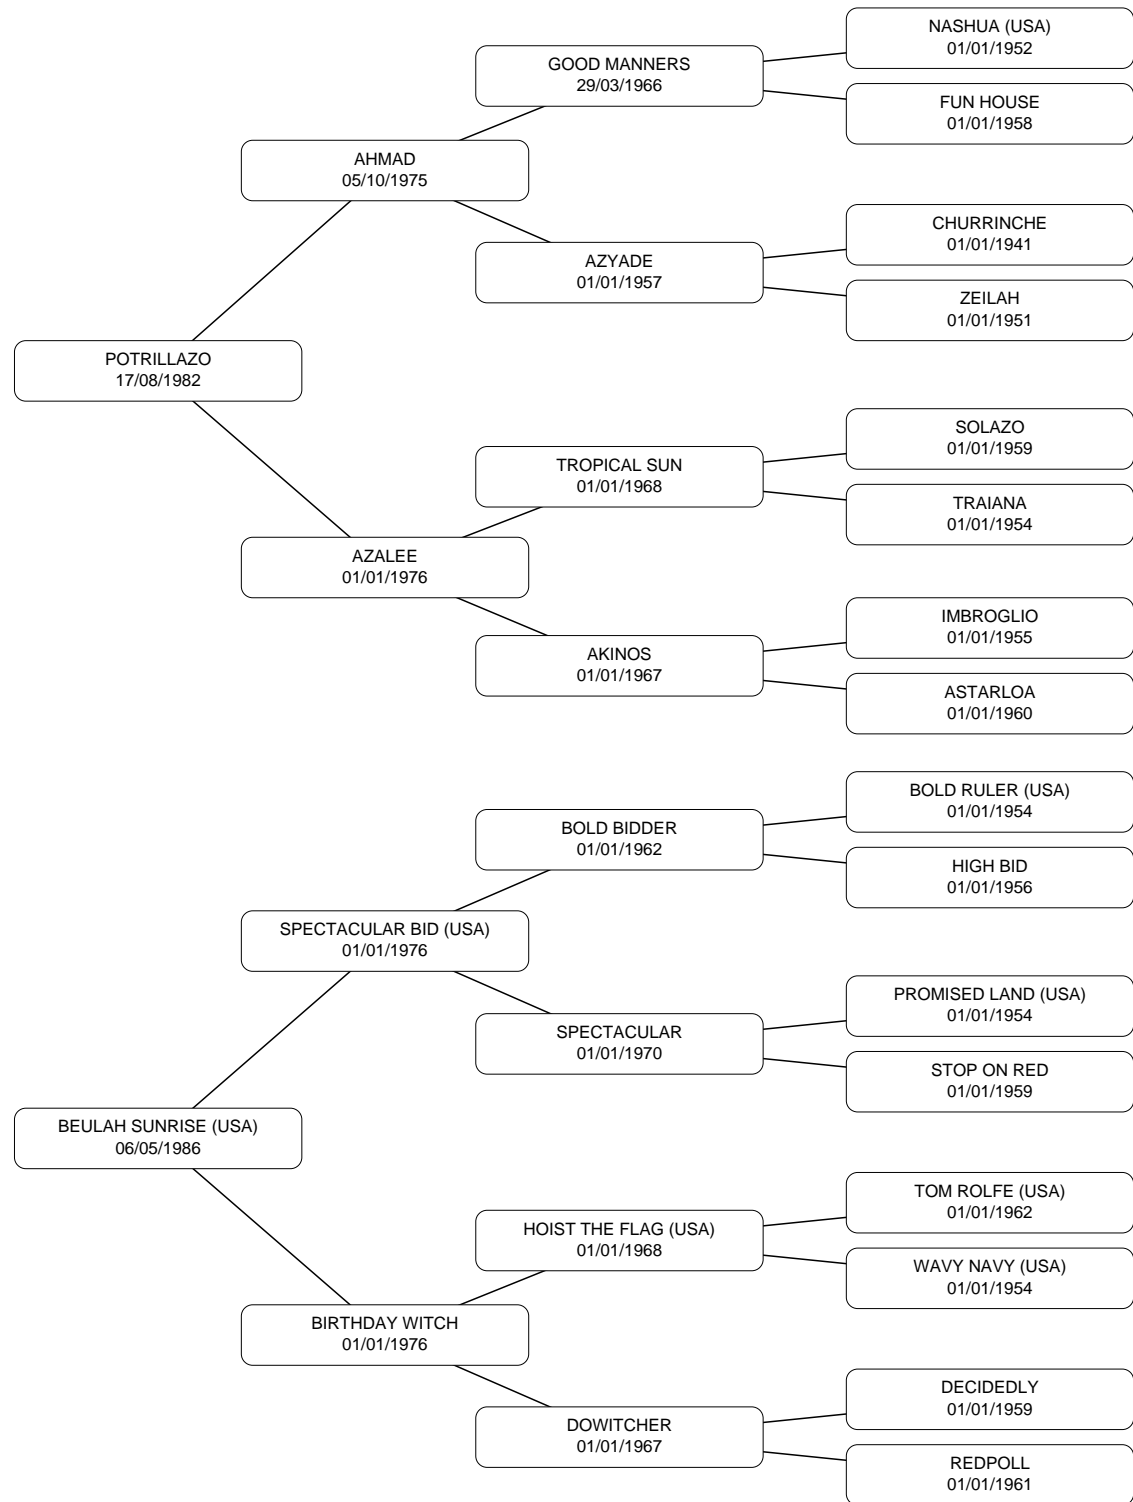 NASHUA (USA)
01/01/1952
GOOD MANNERS
29/03/1966
FUN HOUSE
01/01/1958
AHMAD
05/10/1975
CHURRINCHE
01/01/1941
AZYADE
01/01/1957
ZEILAH
01/01/1951
POTRILLAZO
17/08/1982
SOLAZO
01/01/1959
TROPICAL SUN
01/01/1968
TRAIANA
01/01/1954
AZALEE
01/01/1976
IMBROGLIO
01/01/1955
AKINOS
01/01/1967
ASTARLOA
01/01/1960
BOLD RULER (USA)
01/01/1954
BOLD BIDDER
01/01/1962
HIGH BID
01/01/1956
SPECTACULAR BID (USA)
01/01/1976
PROMISED LAND (USA)
01/01/1954
SPECTACULAR
01/01/1970
STOP ON RED
01/01/1959
BEULAH SUNRISE (USA)
06/05/1986
TOM ROLFE (USA)
01/01/1962
HOIST THE FLAG (USA)
01/01/1968
WAVY NAVY (USA)
01/01/1954
BIRTHDAY WITCH
01/01/1976
DECIDEDLY
01/01/1959
DOWITCHER
01/01/1967
REDPOLL
01/01/1961